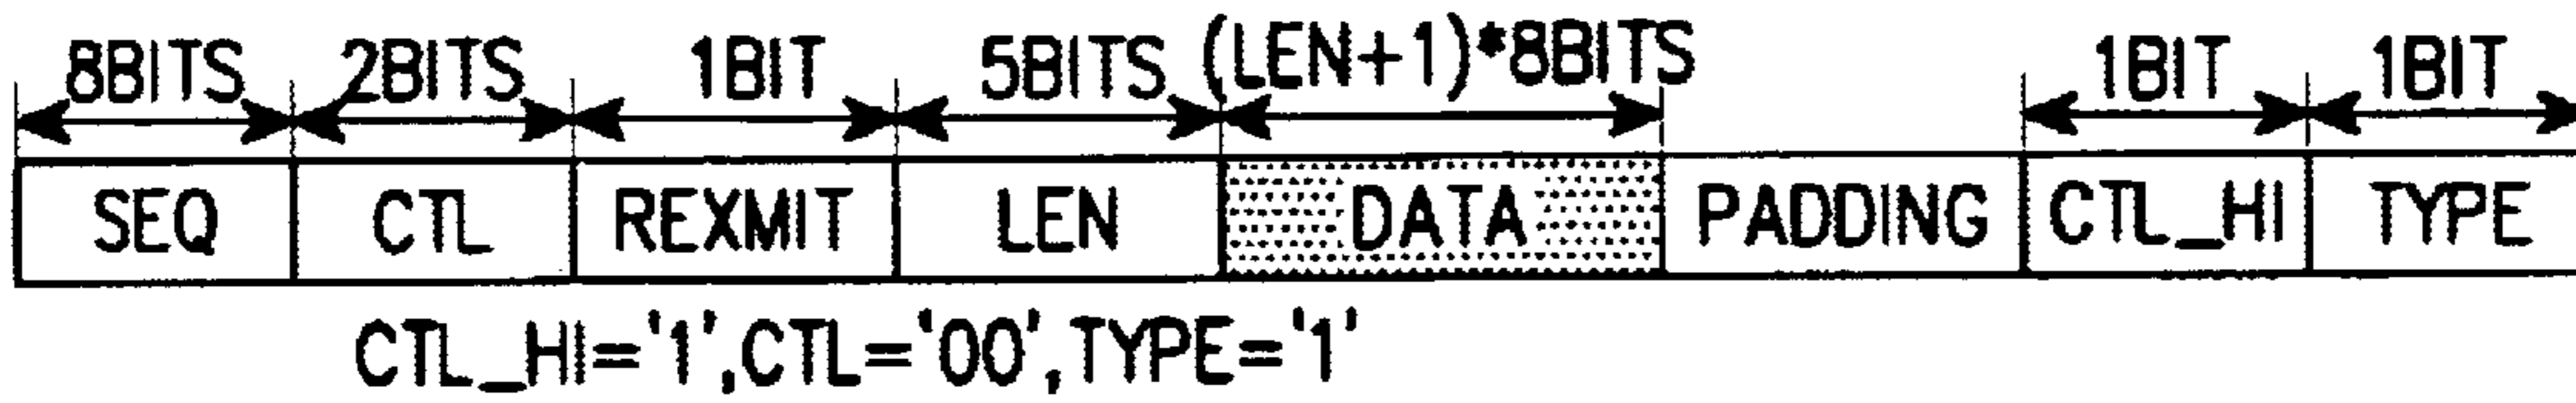 8BITS 2BITS 1BIT 5BITS (LEN+1)*8BITS 1BIT 1BIT
SEQ CTL REXMIT LEN DATA PADDING CTL_HI TYPE
CTL_HI='1',CTL='00',TYPE='1'